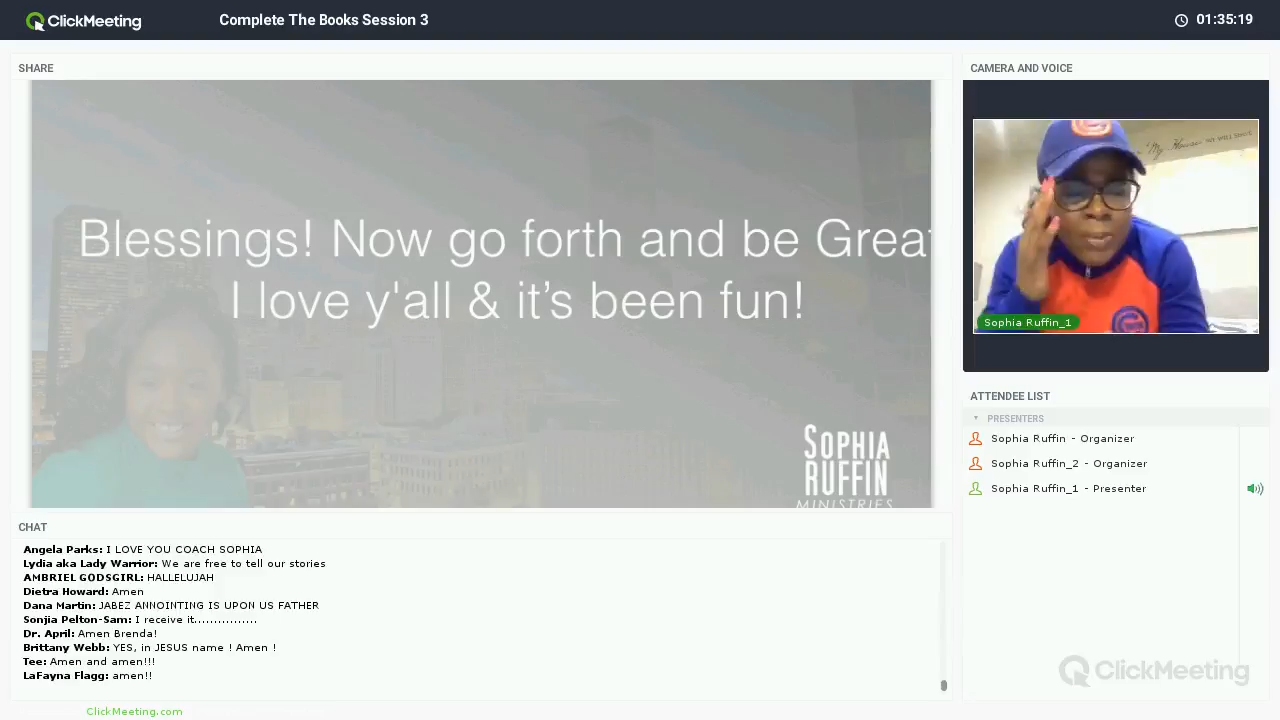 ClickMeeting
Complete The Books Session 3
01:35:19
SHARE
Blessings! Now go forth and be Great
I love y'all & it's been fun!
SOPHIA
RUFFIN
MINISTRIES
CAMERA AND VOICE
My House
Sophia Ruffin_1
ATTENDEE LIST
PRESENTERS
Sophia Ruffin - Organizer
Sophia Ruffin_2 - Organizer
Sophia Ruffin_1 - Presenter
CHAT
Angela Parks: I LOVE YOU COACH SOPHIA
Lydia aka Lady Warrior: We are free to tell our stories
AMBRIEL GODSGIRL: HALLELUJAH
Dietra Howard: Amen
Dana Martin: JABEZ ANNOINTING IS UPON US FATHER
Sonjia Pelton-Sam: I receive it...............
Dr. April: Amen Brenda!
Brittany Webb: YES, in JESUS name ! Amen !
Tee: Amen and amen!!!
LaFayna Flagg: amen!!
ClickMeeting
ClickMeeting.com